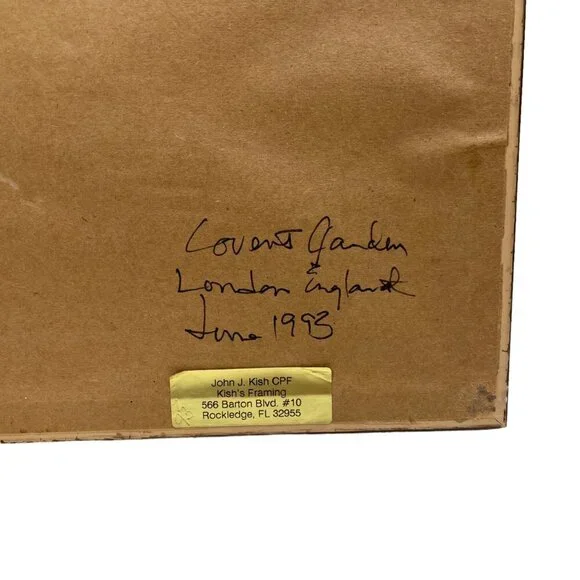 Covent Garden
London England
June 1993
John J. Kish CPF
Kish's Framing
566 Barton Blvd. #10
Rockledge, FL 32955